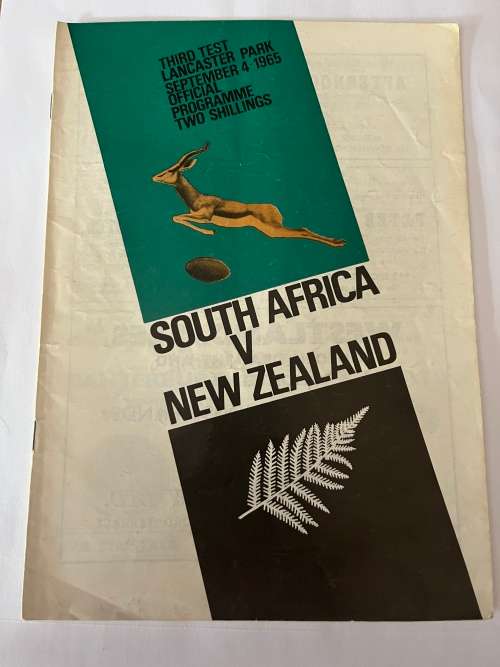 THIRD TEST
LANCASTER PARK
SEPTEMBER 4 1965
OFFICIAL
PROGRAMME
TWO SHILLINGS
SOUTH AFRICA
V
NEW ZEALAND